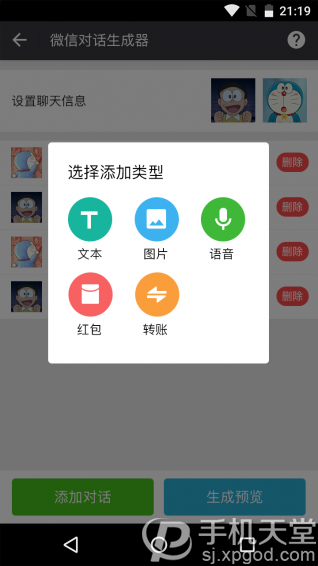 21:19
微信对话生成器
?
设置聊天信息
删除
删除
删除
删除
选择添加类型
T
文本
图片
语音
红包
转账
添加对话
生成预览
手机天堂
sj.xpgod.com